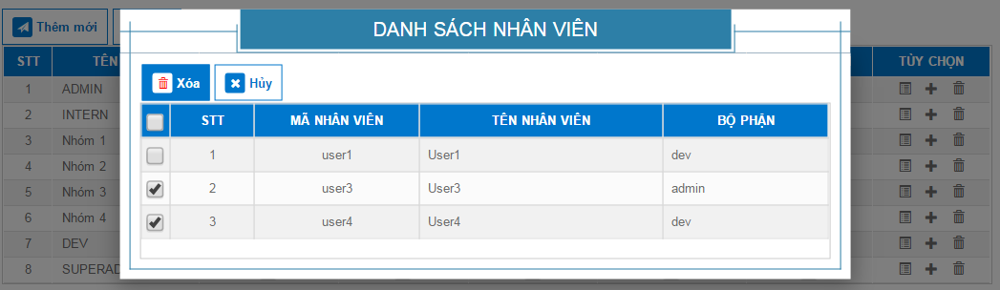 DANH SÁCH NHÂN VIÊN
Thêm mới
Xóa Hủy
STT MÃ NHÂN VIÊN TÊN NHÂN VIÊN BỘ PHẬN
1 user1 User1 dev
2 user3 User3 admin
3 user4 User4 dev
STT TÊN TÙY CHỌN
1 ADMIN
2 INTERN
3 Nhóm 1
4 Nhóm 2
5 Nhóm 3
6 Nhóm 4
7 DEV
8 SUPERAD